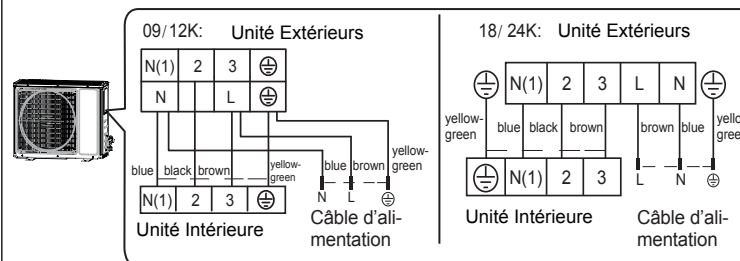 09/12K: Unité Extérieurs
N(1) 2 3
N L
blue black brown yellow-green
blue brown yellow-green
N L
N(1) 2 3
Unité Intérieure
Câble d'ali-
mentation
18/ 24K: Unité Extérieurs
N(1) 2 3 L N
yellow-
green
blue black brown
brown blue
yello
gree
N(1) 2 3
L N
Unité Intérieure
Câble d'ali-
mentation